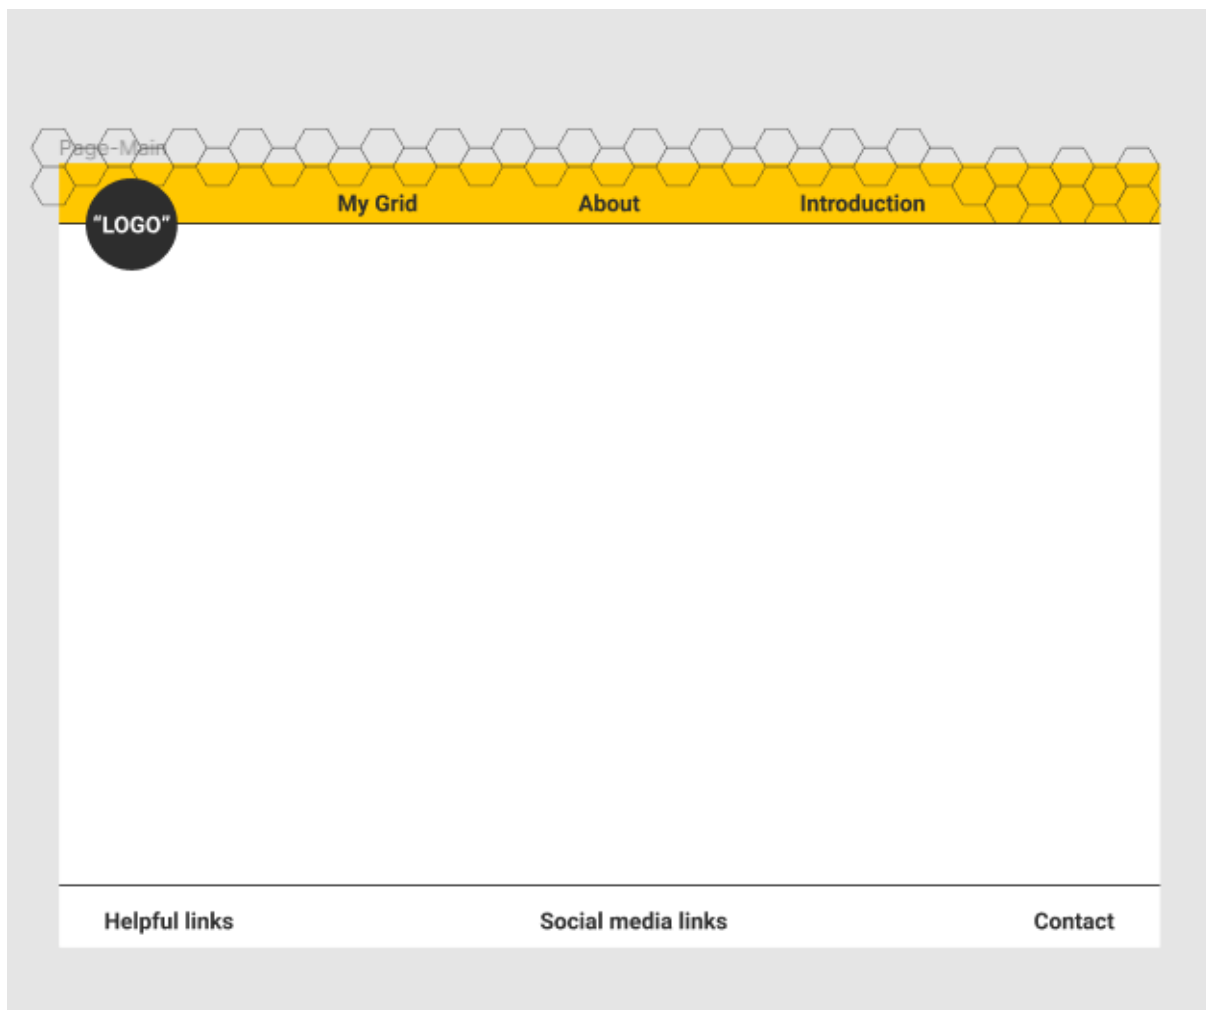 Page-Main
My Grid About Introduction
“LOGO”
Helpful links Social media links Contact